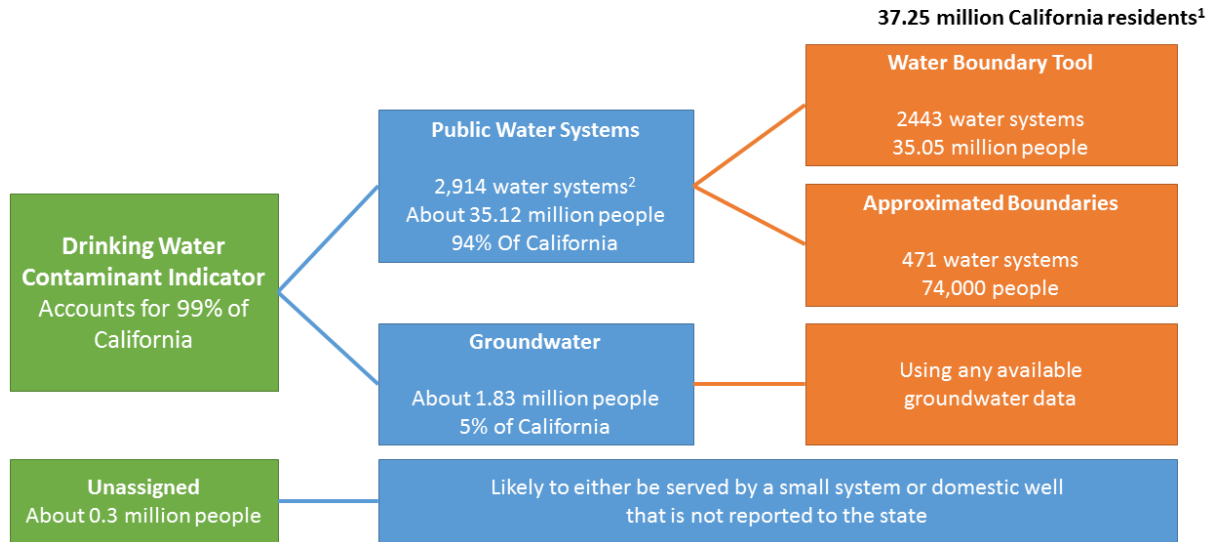 37.25 million California residents¹
Water Boundary Tool
2443 water systems
35.05 million people
Public Water Systems
2,914 water systems²
About 35.12 million people
94% Of California
Approximated Boundaries
471 water systems
74,000 people
Drinking Water
Contaminant Indicator
Accounts for 99% of
California
Groundwater
About 1.83 million people
5% of California
Using any available
groundwater data
Unassigned
About 0.3 million people
Likely to either be served by a small system or domestic well
that is not reported to the state